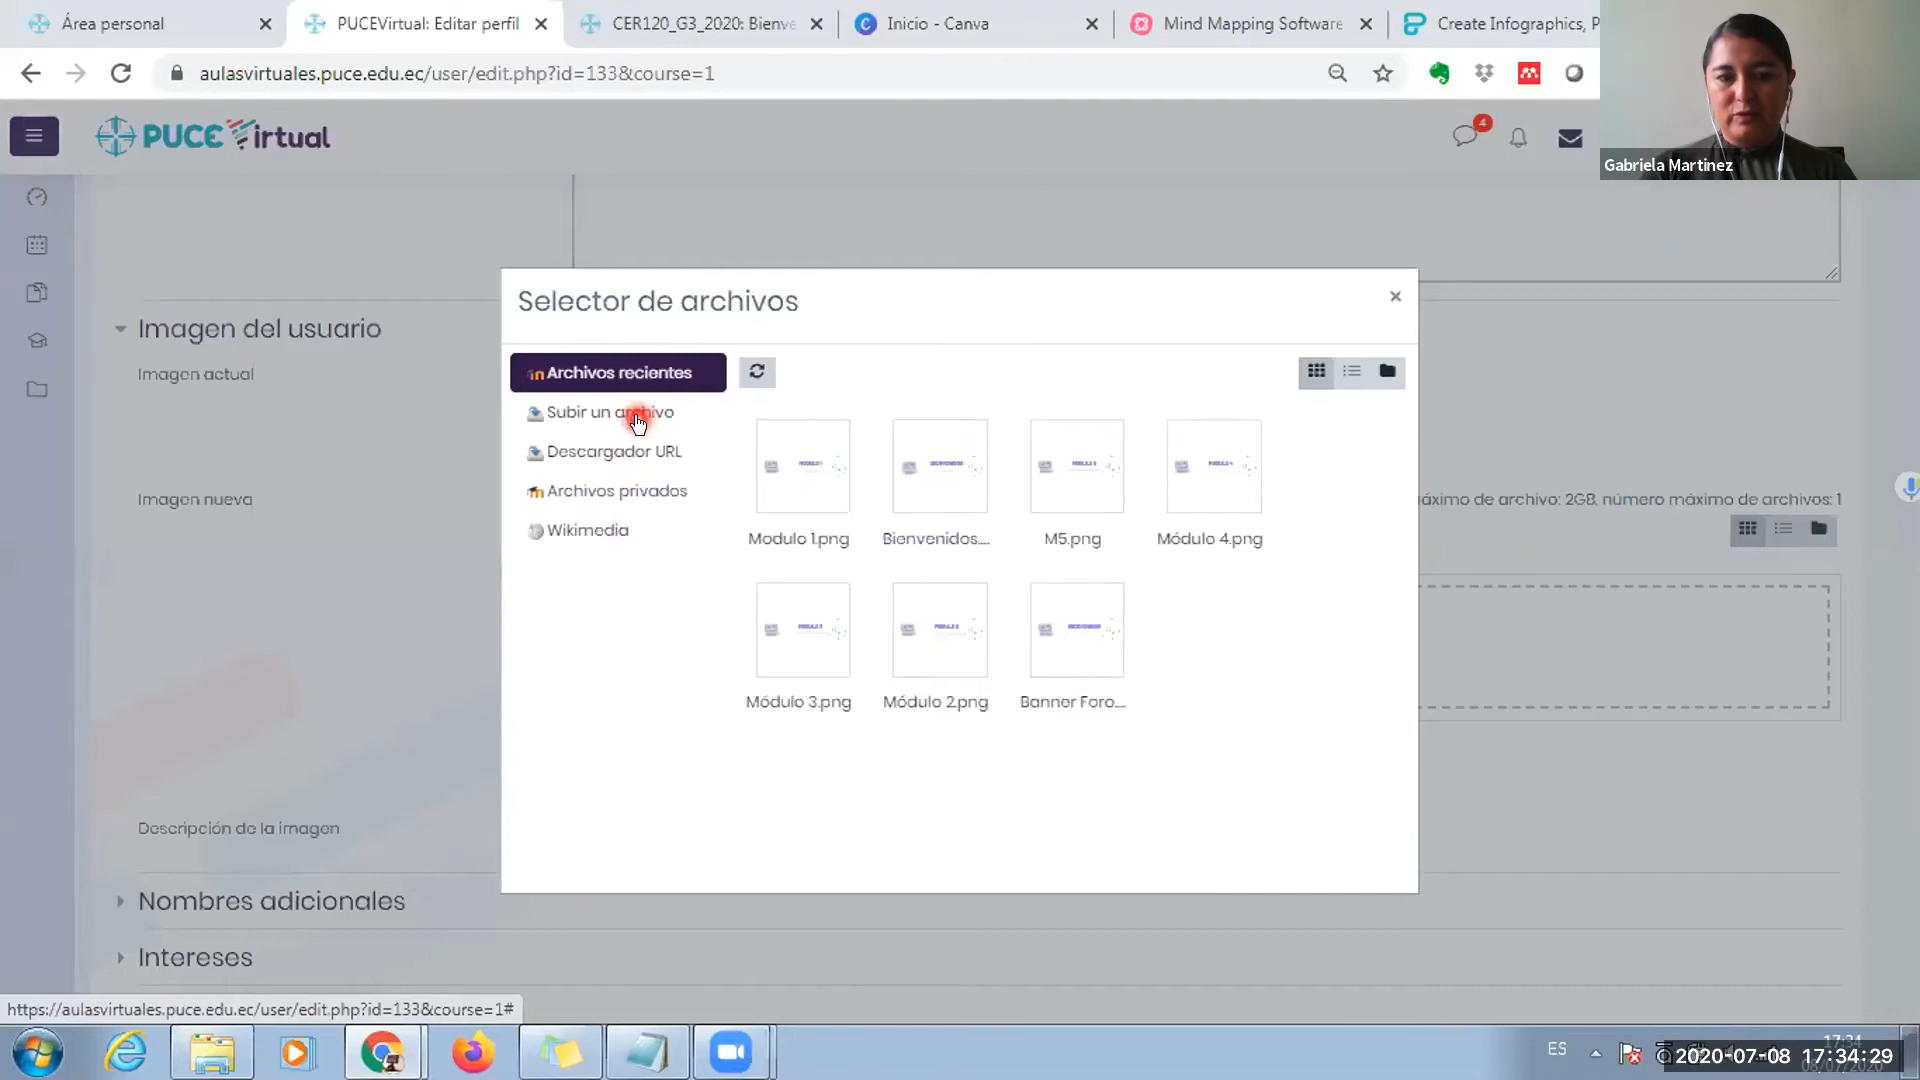 Área personal
PUCEVirtual: Editar perfil
CER120_G3_2020: Bienve
Inicio - Canva
Mind Mapping Software
Create Infographics, P
aulasvirtuales.puce.edu.ec/user/edit.php?id=133&course=1
PUCE Virtual
4
Gabriela Martinez
Selector de archivos
Imagen del usuario
Imagen actual
Archivos recientes
Subir un archivo
Descargador URL
Archivos privados
Wikimedia
Modulo 1.png
Bienvenidos....
M5.png
Módulo 4.png
Imagen nueva
áximo de archivo: 2GB, número máximo de archivos: 1
Módulo 3.png
Módulo 2.png
Banner Foro....
Descripción de la imagen
Nombres adicionales
Intereses
https://aulasvirtuales.puce.edu.ec/user/edit.php?id=133&course=1#
ES
17:34
2020-07-08 17:34:29